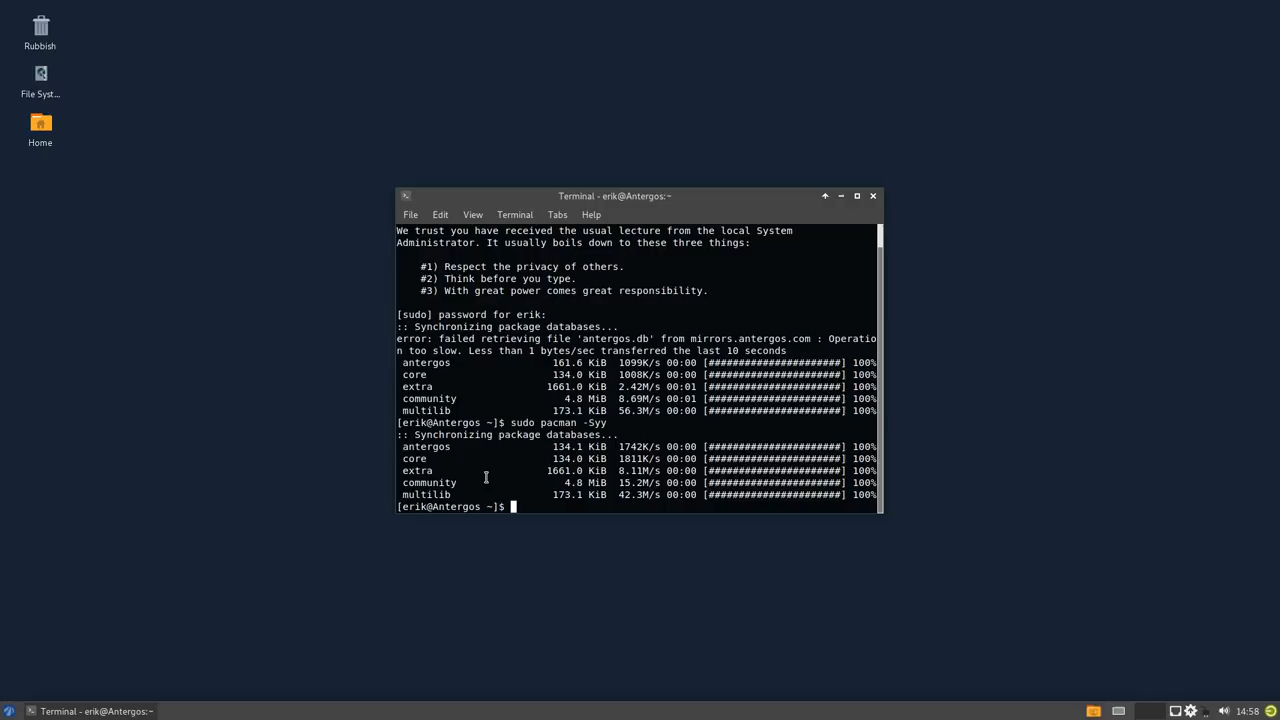 Rubbish
File Syst...
Home
Terminal - erik@Antergos:~
File Edit View Terminal Tabs Help
We trust you have received the usual lecture from the local System
Administrator. It usually boils down to these three things:
#1) Respect the privacy of others.
#2) Think before you type.
#3) With great power comes great responsibility.
[sudo] password for erik:
:: Synchronizing package databases...
error: failed retrieving file 'antergos.db' from mirrors.antergos.com : Operatio
n too slow. Less than 1 bytes/sec transferred the last 10 seconds
antergos 161.6 KiB 1099K/s 00:00 [######################] 100%
core 134.0 KiB 1008K/s 00:00 [######################] 100%
extra 1661.0 KiB 2.42M/s 00:01 [######################] 100%
community 4.8 MiB 8.69M/s 00:01 [######################] 100%
multilib 173.1 KiB 56.3M/s 00:00 [######################] 100%
[erik@Antergos ~]$ sudo pacman -Syy
:: Synchronizing package databases...
antergos 134.1 KiB 1742K/s 00:00 [######################] 100%
core 134.0 KiB 1811K/s 00:00 [######################] 100%
extra 1661.0 KiB 8.11M/s 00:00 [######################] 100%
community 4.8 MiB 15.2M/s 00:00 [######################] 100%
multilib 173.1 KiB 42.3M/s 00:00 [######################] 100%
[erik@Antergos ~]$
Terminal - erik@Antergos:~
14:58